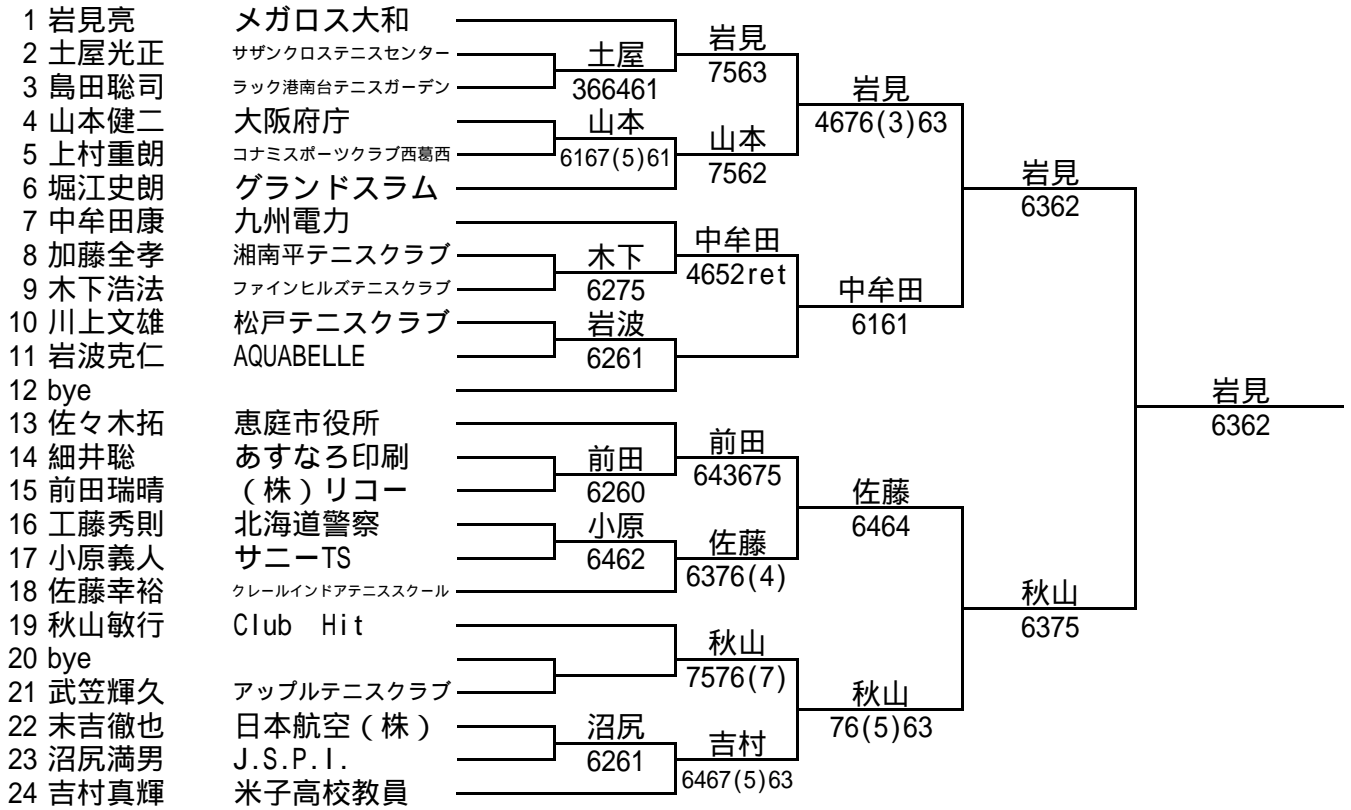 1 岩見亮 メガロス大和
2 土屋光正 サザンクロステニスセンター
3 島田聡司 ラック港南台テニスガーデン
4 山本健二 大阪府庁
5 上村重朗 コナミスポーツクラブ西葛西
6 堀江史朗 グランドスラム
7 中牟田康 九州電力
8 加藤全孝 湘南平テニスクラブ
9 木下浩法 ファインヒルズテニスクラブ
10 川上文雄 松戸テニスクラブ
11 岩波克仁 AQUABELLE
12 bye
13 佐々木拓 恵庭市役所
14 細井聡 あすなろ印刷
15 前田瑞晴 (株)リコー
16 工藤秀則 北海道警察
17 小原義人 サニーTS
18 佐藤幸裕 クレールインドアテニススクール
19 秋山敏行 Club Hit
20 bye
21 武笠輝久 アップルテニスクラブ
22 末吉徹也 日本航空(株)
23 沼尻満男 J.S.P.I.
24 吉村真輝 米子高校教員
土屋
366461
山本
6167(5)61
木下
6275
岩波
6261
前田
6260
小原
6462
沼尻
6261
岩見
7563
山本
7562
中牟田
4652ret
前田
643675
佐藤
6376(4)
秋山
7576(7)
吉村
6467(5)63
岩見
4676(3)63
中牟田
6161
佐藤
6464
秋山
76(5)63
岩見
6362
秋山
6375
岩見
6362